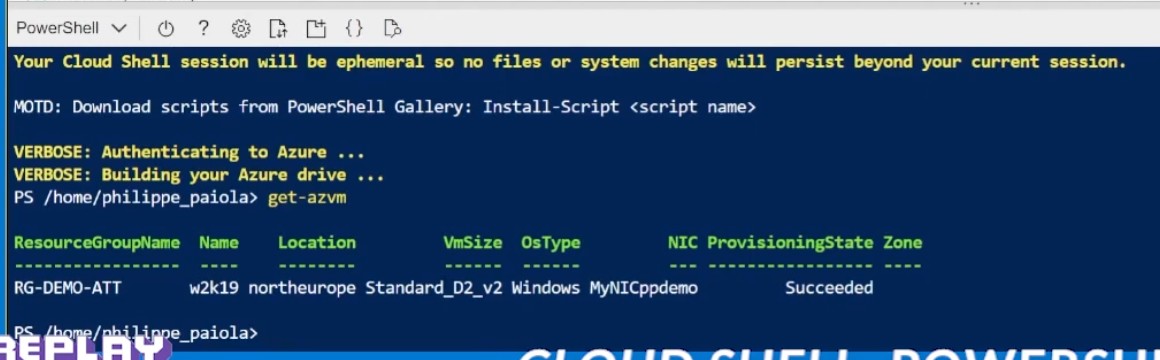 PowerShell
Your Cloud Shell session will be ephemeral so no files or system changes will persist beyond your current session.
MOTD: Download scripts from PowerShell Gallery: Install-Script <script name>
VERBOSE: Authenticating to Azure ...
VERBOSE: Building your Azure drive ...
PS /home/philippe_paiola> get-azvm
ResourceGroupName Name Location VmSize OsType NIC ProvisioningState Zone
----------------- ---- -------- ------ ------ --- ----------------- ----
RG-DEMO-ATT w2k19 northeurope Standard_D2_v2 Windows MyNICppdemo Succeeded
PS /home/philippe_paiola>
REPLAY
CLOUD SHELL